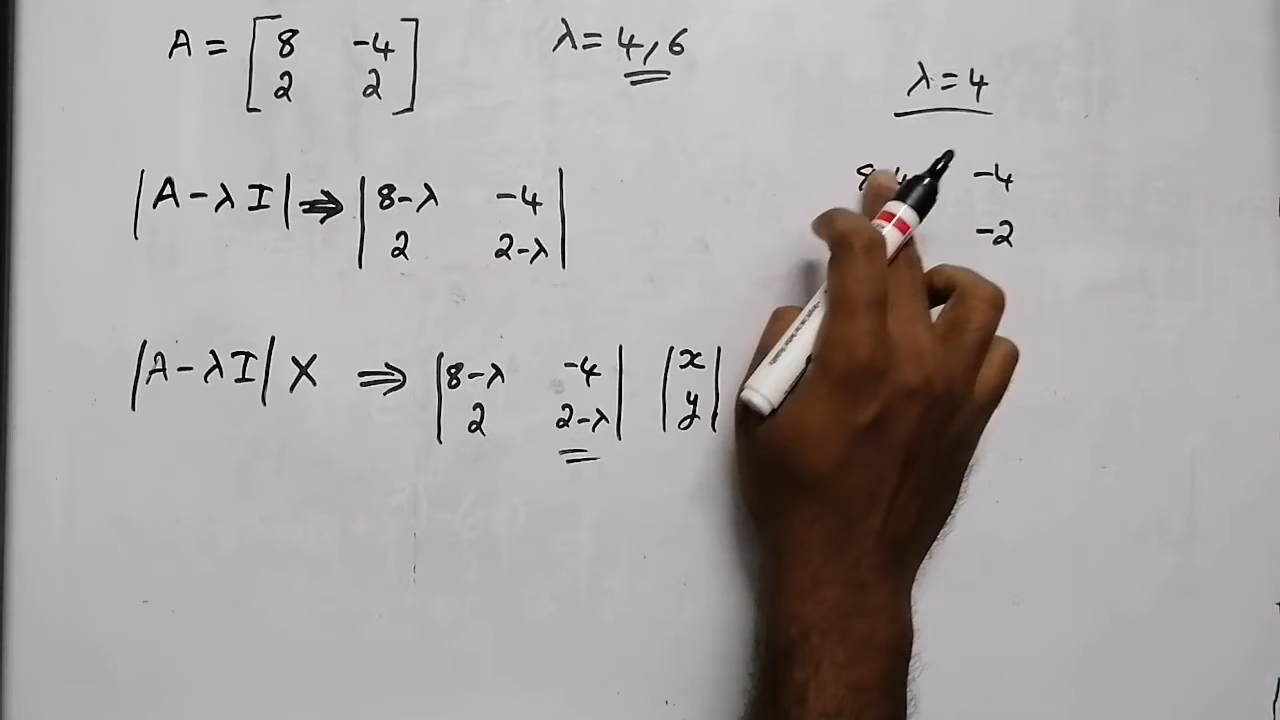 A = [8 -4
2 2]
λ = 4, 6
|A - λI| ⇒ |8-λ -4
2 2-λ|
|A - λI| X ⇒ |8-λ -4
2 2-λ| |x
y|
λ = 4
-4
-2